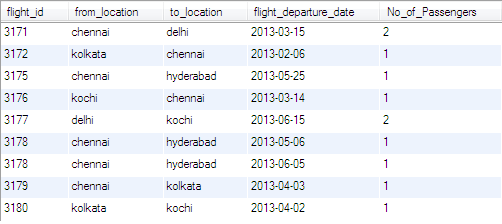 flight_id from_location to_location flight_departure_date No_of_Passengers
3171 chennai delhi 2013-03-15 2
3172 kolkata chennai 2013-02-06 1
3175 chennai hyderabad 2013-05-25 1
3176 kochi chennai 2013-03-14 1
3177 delhi kochi 2013-06-15 2
3178 chennai hyderabad 2013-05-06 1
3178 chennai hyderabad 2013-06-05 1
3179 chennai kolkata 2013-04-03 1
3180 kolkata kochi 2013-04-02 1